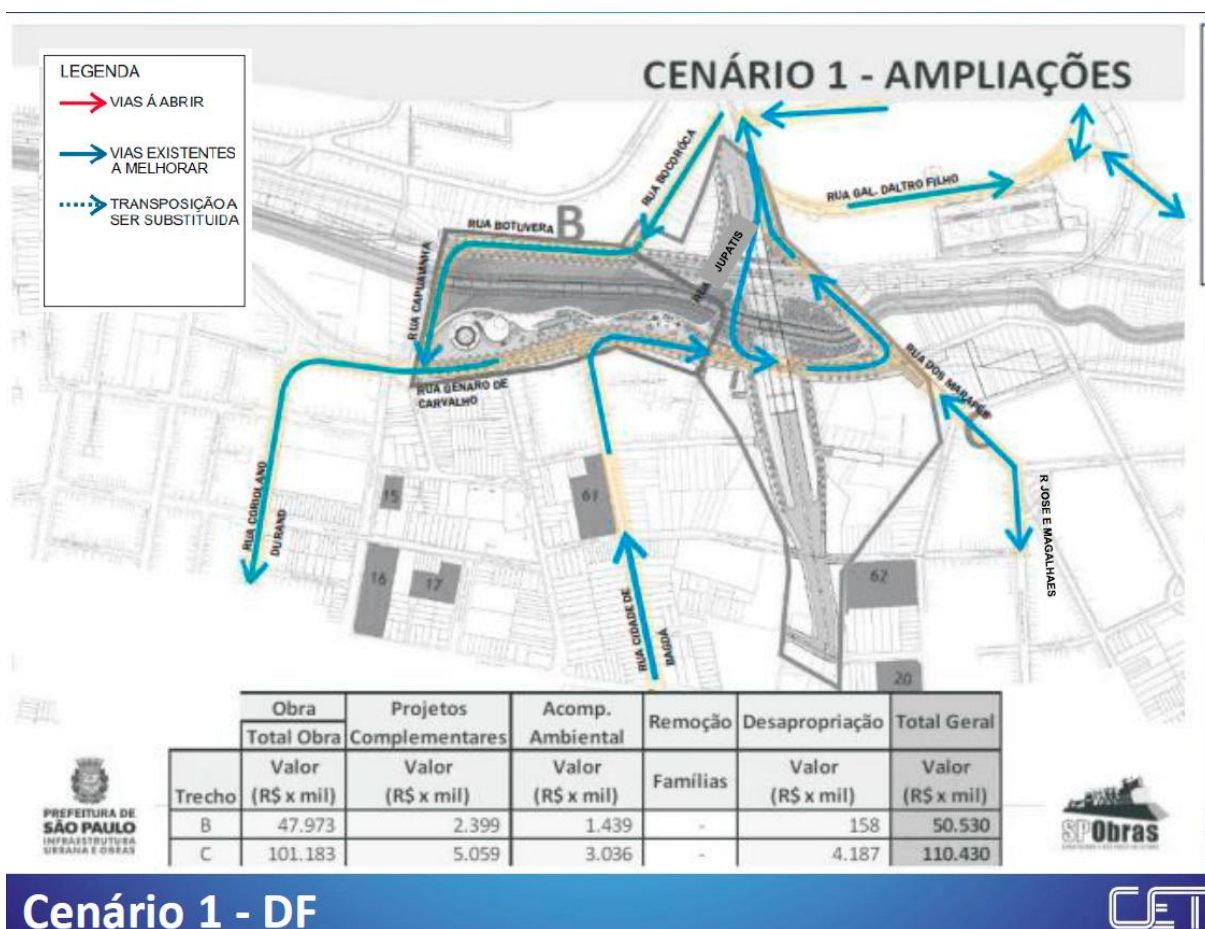 CENÁRIO 1 - AMPLIAÇÕES
LEGENDA
VIAS Á ABRIR
VIAS EXISTENTES
A MELHORAR
TRANSPOSIÇÃO A
SER SUBSTITUIDA
RUA BOCORÓCA
RUA GAL. DALTRO FILHO
RUA BOTUVERA
B
RUA JUPATIS
RUA CAPUAVINHA
RUA GENARO DE
CARVALHO
RUA DOS MARAPÉS
RUA CORIOLANO
DURAND
R JOSE E MAGALHAES
RUA CIDADE DE
BAGDÁ
15
61
16
17
62
20
Obra Projetos Acomp. Remoção Desapropriação Total Geral
Total Obra Complementares Ambiental
Valor Valor Valor Famílias Valor Valor
Trecho (R$ x mil) (R$ x mil) (R$ x mil) (R$ x mil) (R$ x mil)
B 47.973 2.399 1.439 - 158 50.530
C 101.183 5.059 3.036 - 4.187 110.430
PREFEITURA DE
SÃO PAULO
INFRAESTRUTURA
URBANA E OBRAS
SPObras
Cenário 1 - DF
CET